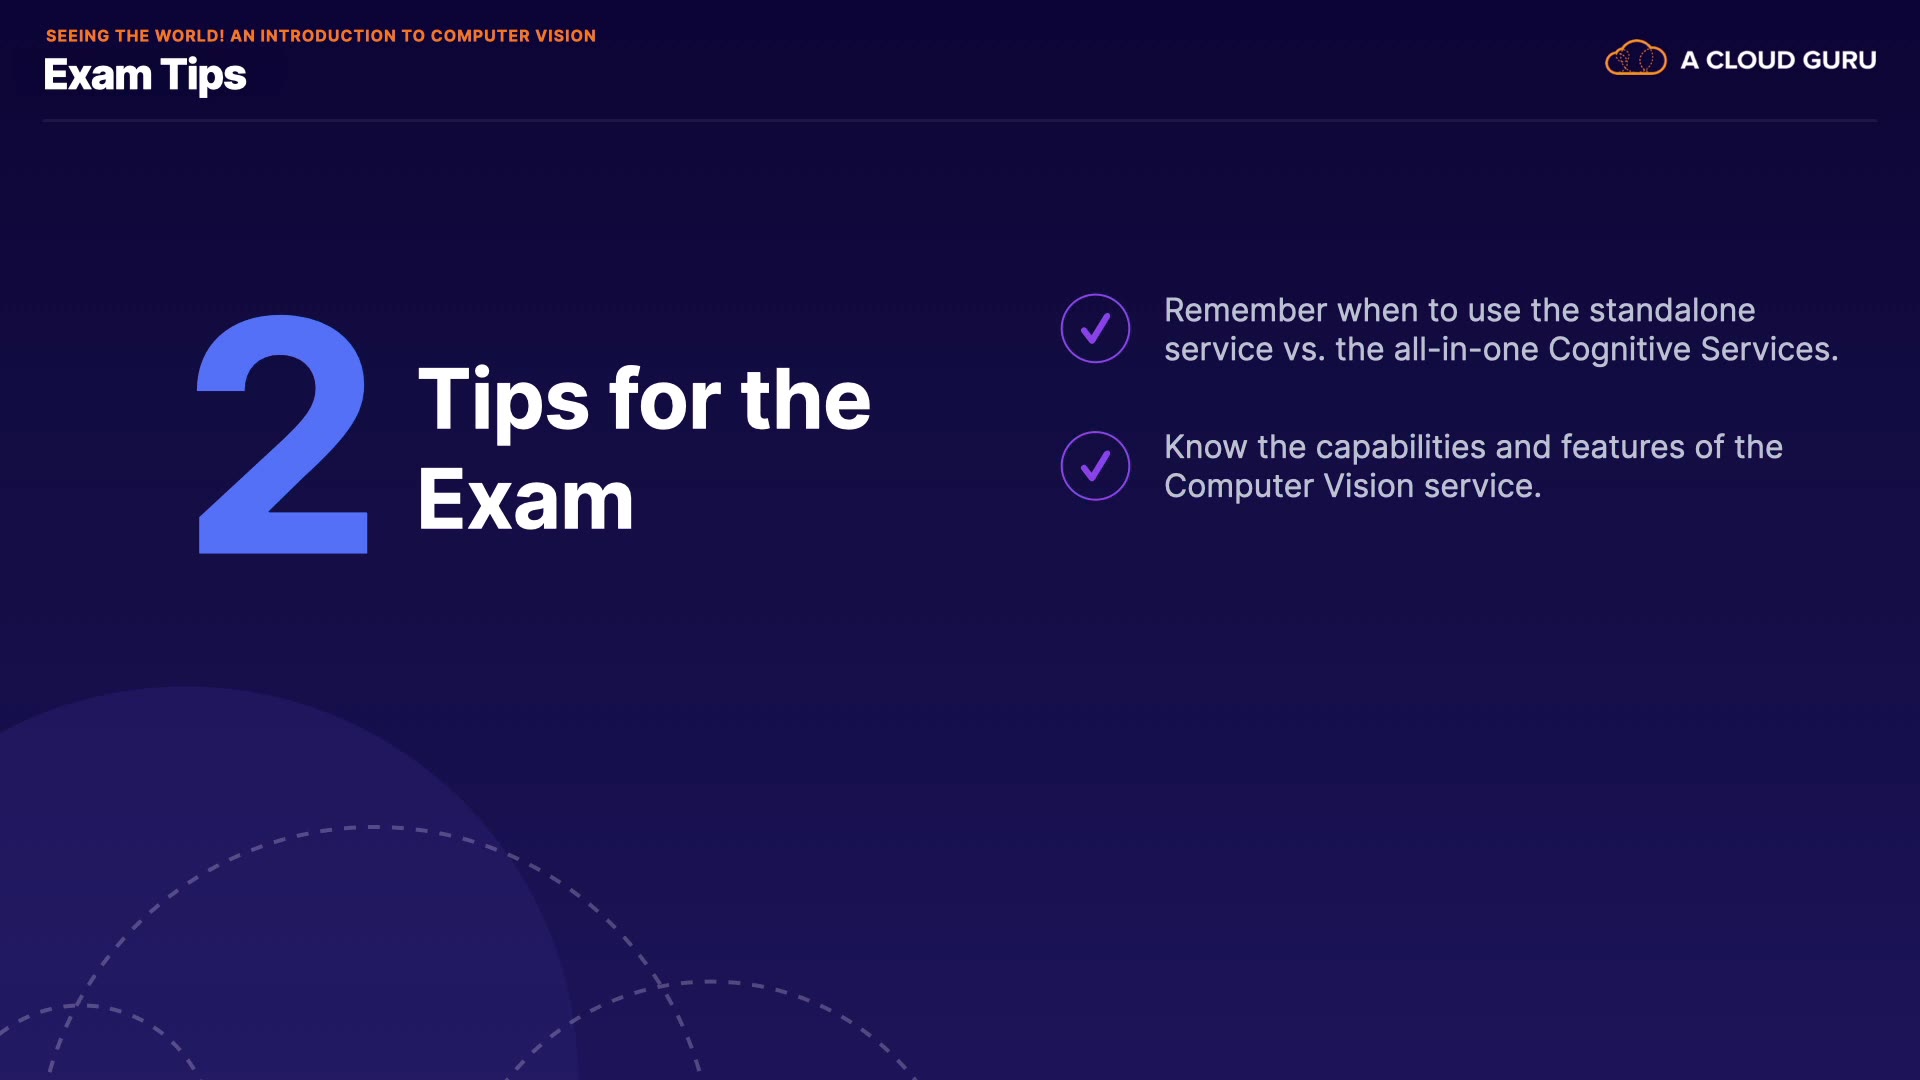 SEEING THE WORLD! AN INTRODUCTION TO COMPUTER VISION
Exam Tips
A CLOUD GURU
2
Tips for the
Exam
Remember when to use the standalone
service vs. the all-in-one Cognitive Services.
Know the capabilities and features of the
Computer Vision service.